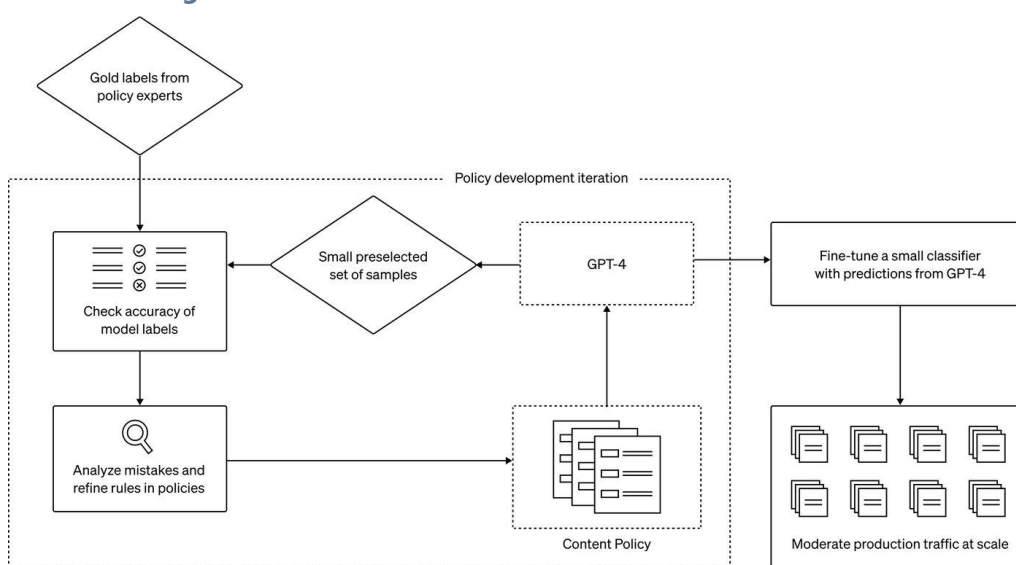 Gold labels from
policy experts
Policy development iteration
Small preselected
set of samples
GPT-4
Fine-tune a small classifier
with predictions from GPT-4
Check accuracy of
model labels
Analyze mistakes and
refine rules in policies
Content Policy
Moderate production traffic at scale